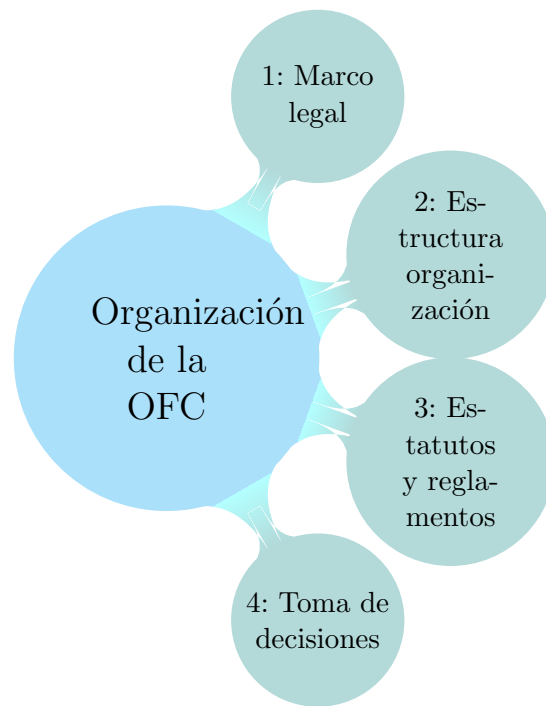 1: Marco
legal
2: Es-
tructura
organi-
zación
Organización
de la
OFC
3: Es-
tatutos
y regla-
mentos
4: Toma de
decisiones